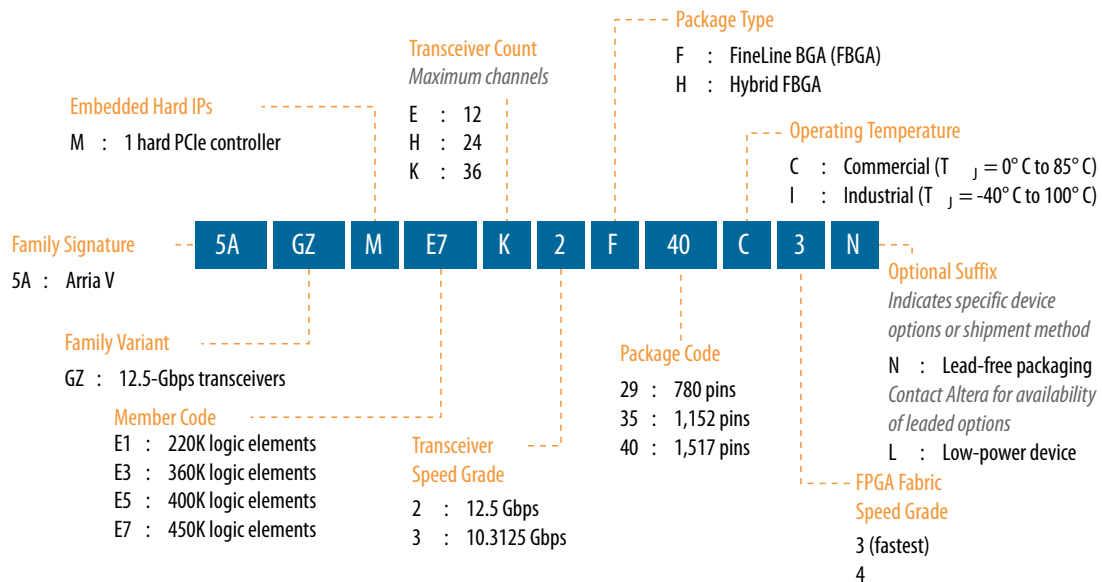 Package Type
F : FineLine BGA (FBGA)
H : Hybrid FBGA
Transceiver Count
Maximum channels
E : 12
H : 24
K : 36
Embedded Hard IPs
M : 1 hard PCIe controller
Operating Temperature
C : Commercial (T J = 0° C to 85° C)
I : Industrial (T J = -40° C to 100° C)
Family Signature
5A : Arria V
5A GZ M E7 K 2 F 40 C 3 N
Optional Suffix
Indicates specific device
options or shipment method
N : Lead-free packaging
Contact Altera for availability
of leaded options
L : Low-power device
Family Variant
GZ : 12.5-Gbps transceivers
Member Code
E1 : 220K logic elements
E3 : 360K logic elements
E5 : 400K logic elements
E7 : 450K logic elements
Transceiver
Speed Grade
2 : 12.5 Gbps
3 : 10.3125 Gbps
Package Code
29 : 780 pins
35 : 1,152 pins
40 : 1,517 pins
FPGA Fabric
Speed Grade
3 (fastest)
4